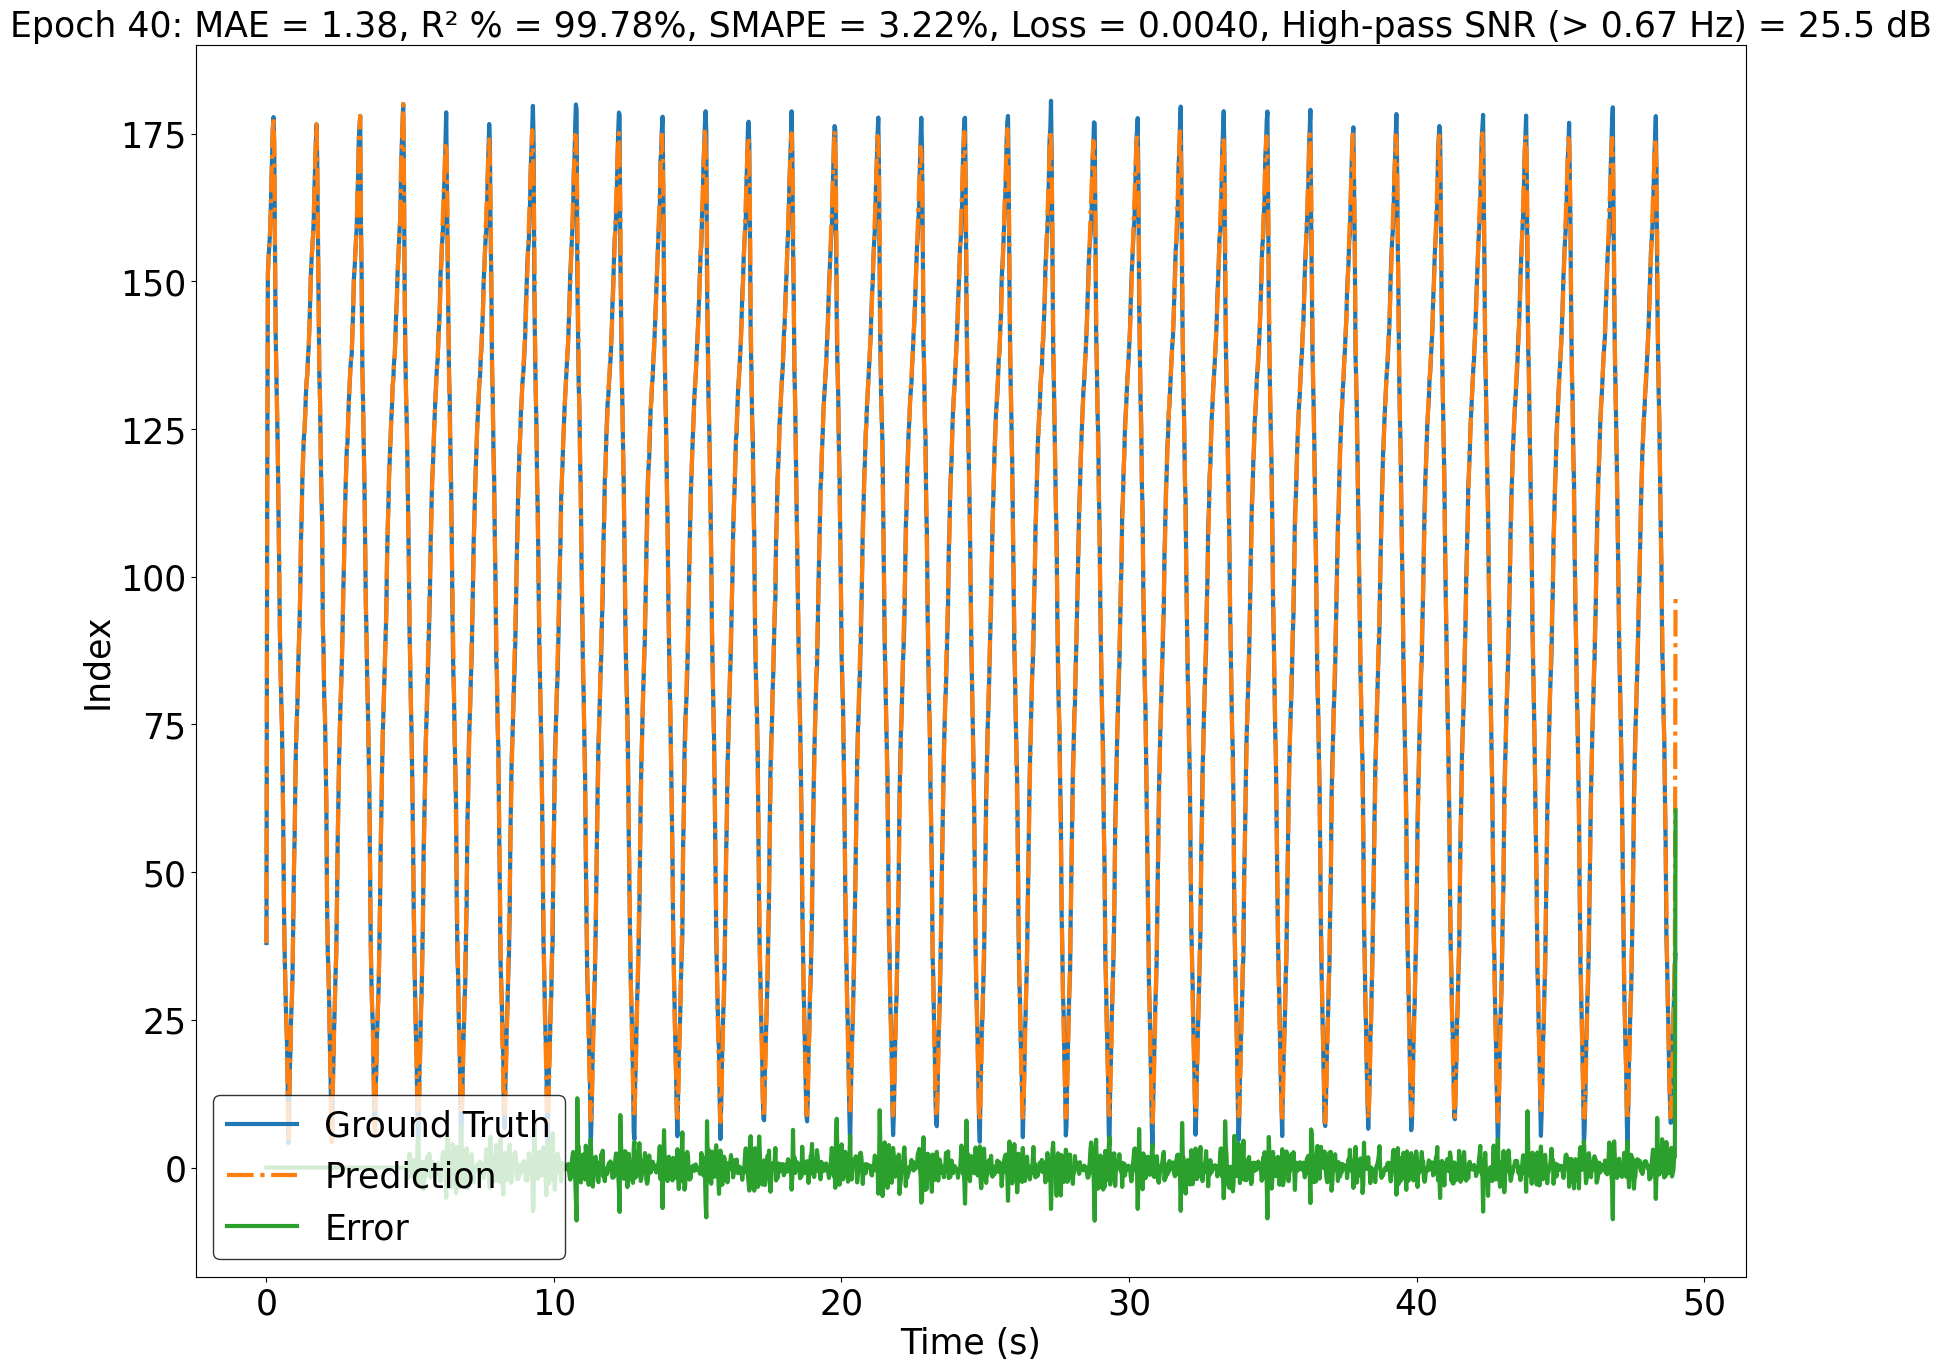 Epoch 40: MAE = 1.38, R² % = 99.78%, SMAPE = 3.22%, Loss = 0.0040, High-pass SNR (> 0.67 Hz) = 25.5 dB
175
150
125
100
75
50
25
0
Index
Ground Truth
Prediction
Error
0 10 20 30 40 50
Time (s)